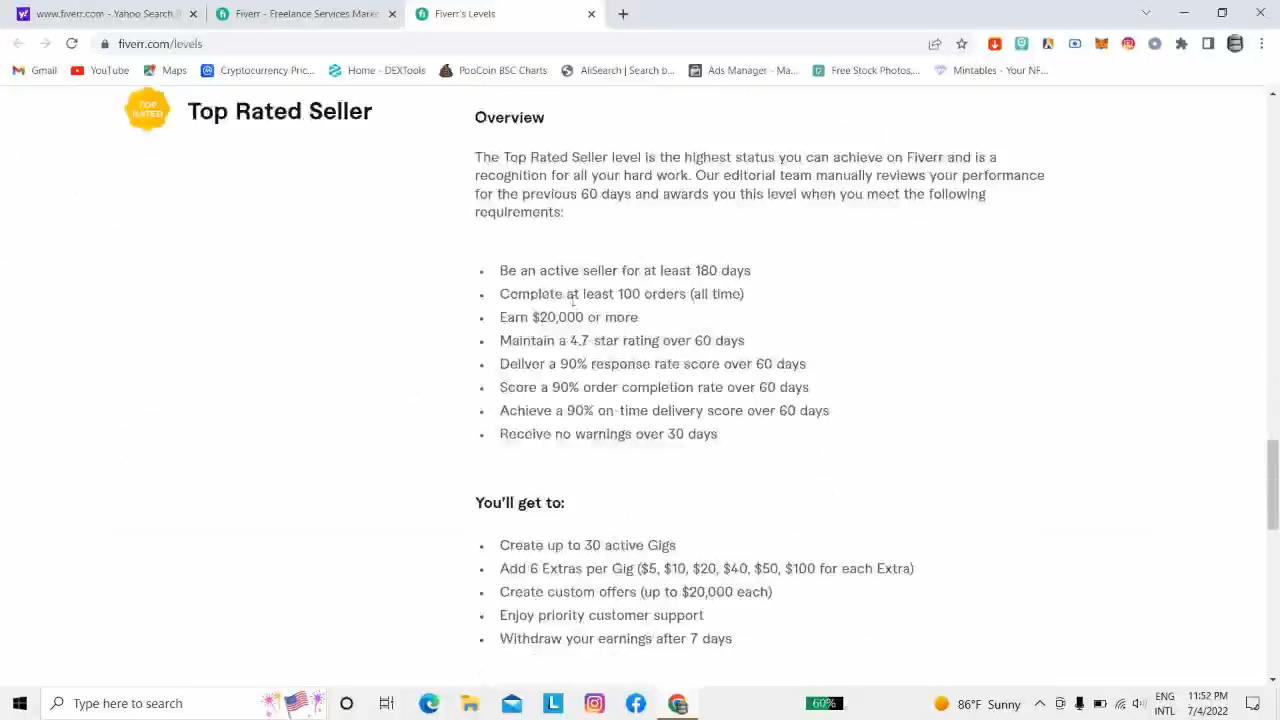 www.fiverr.com - Yahoo Search
Fiverr - Freelance Services Marke
Fiverr's Levels
fiverr.com/levels
Gmail
YouTube
Maps
Cryptocurrency Pric...
Home - DEXTools
PooCoin BSC Charts
AliSearch | Search b...
Ads Manager - Ma...
Free Stock Photos,...
Mintables - Your NF...
TOP
RATED
Top Rated Seller
Overview
The Top Rated Seller level is the highest status you can achieve on Fiverr and is a
recognition for all your hard work. Our editorial team manually reviews your performance
for the previous 60 days and awards you this level when you meet the following
requirements:
Be an active seller for at least 180 days
Complete at least 100 orders (all time)
Earn $20,000 or more
Maintain a 4.7-star rating over 60 days
Deliver a 90% response rate score over 60 days
Score a 90% order completion rate over 60 days
Achieve a 90% on-time delivery score over 60 days
Receive no warnings over 30 days
You'll get to:
Create up to 30 active Gigs
Add 6 Extras per Gig ($5, $10, $20, $40, $50, $100 for each Extra)
Create custom offers (up to $20,000 each)
Enjoy priority customer support
Withdraw your earnings after 7 days
Type here to search
L
60%
86°F Sunny
ENG
INTL
11:52 PM
7/4/2022